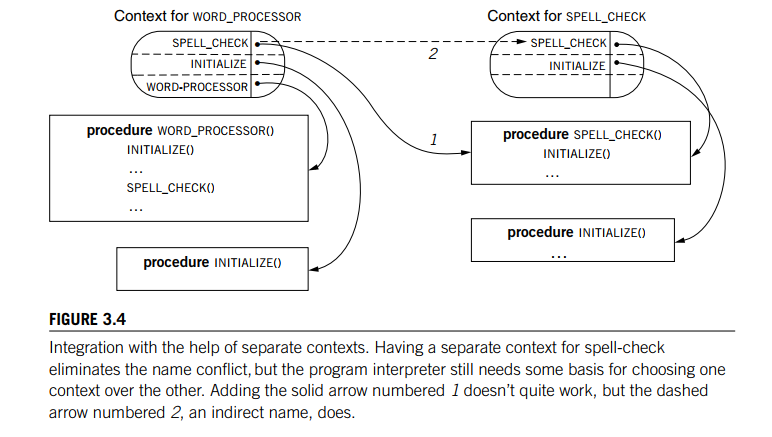 Context for WORD_PROCESSOR
Context for SPELL_CHECK
SPELL_CHECK
INITIALIZE
WORD-PROCESSOR
2
SPELL_CHECK
INITIALIZE
1
procedure WORD_PROCESSOR()
INITIALIZE()
...
SPELL_CHECK()
...
procedure SPELL_CHECK()
INITIALIZE()
...
procedure INITIALIZE()
procedure INITIALIZE()
...
FIGURE 3.4
Integration with the help of separate contexts. Having a separate context for spell-check
eliminates the name conflict, but the program interpreter still needs some basis for choosing one
context over the other. Adding the solid arrow numbered 1 doesn't quite work, but the dashed
arrow numbered 2, an indirect name, does.